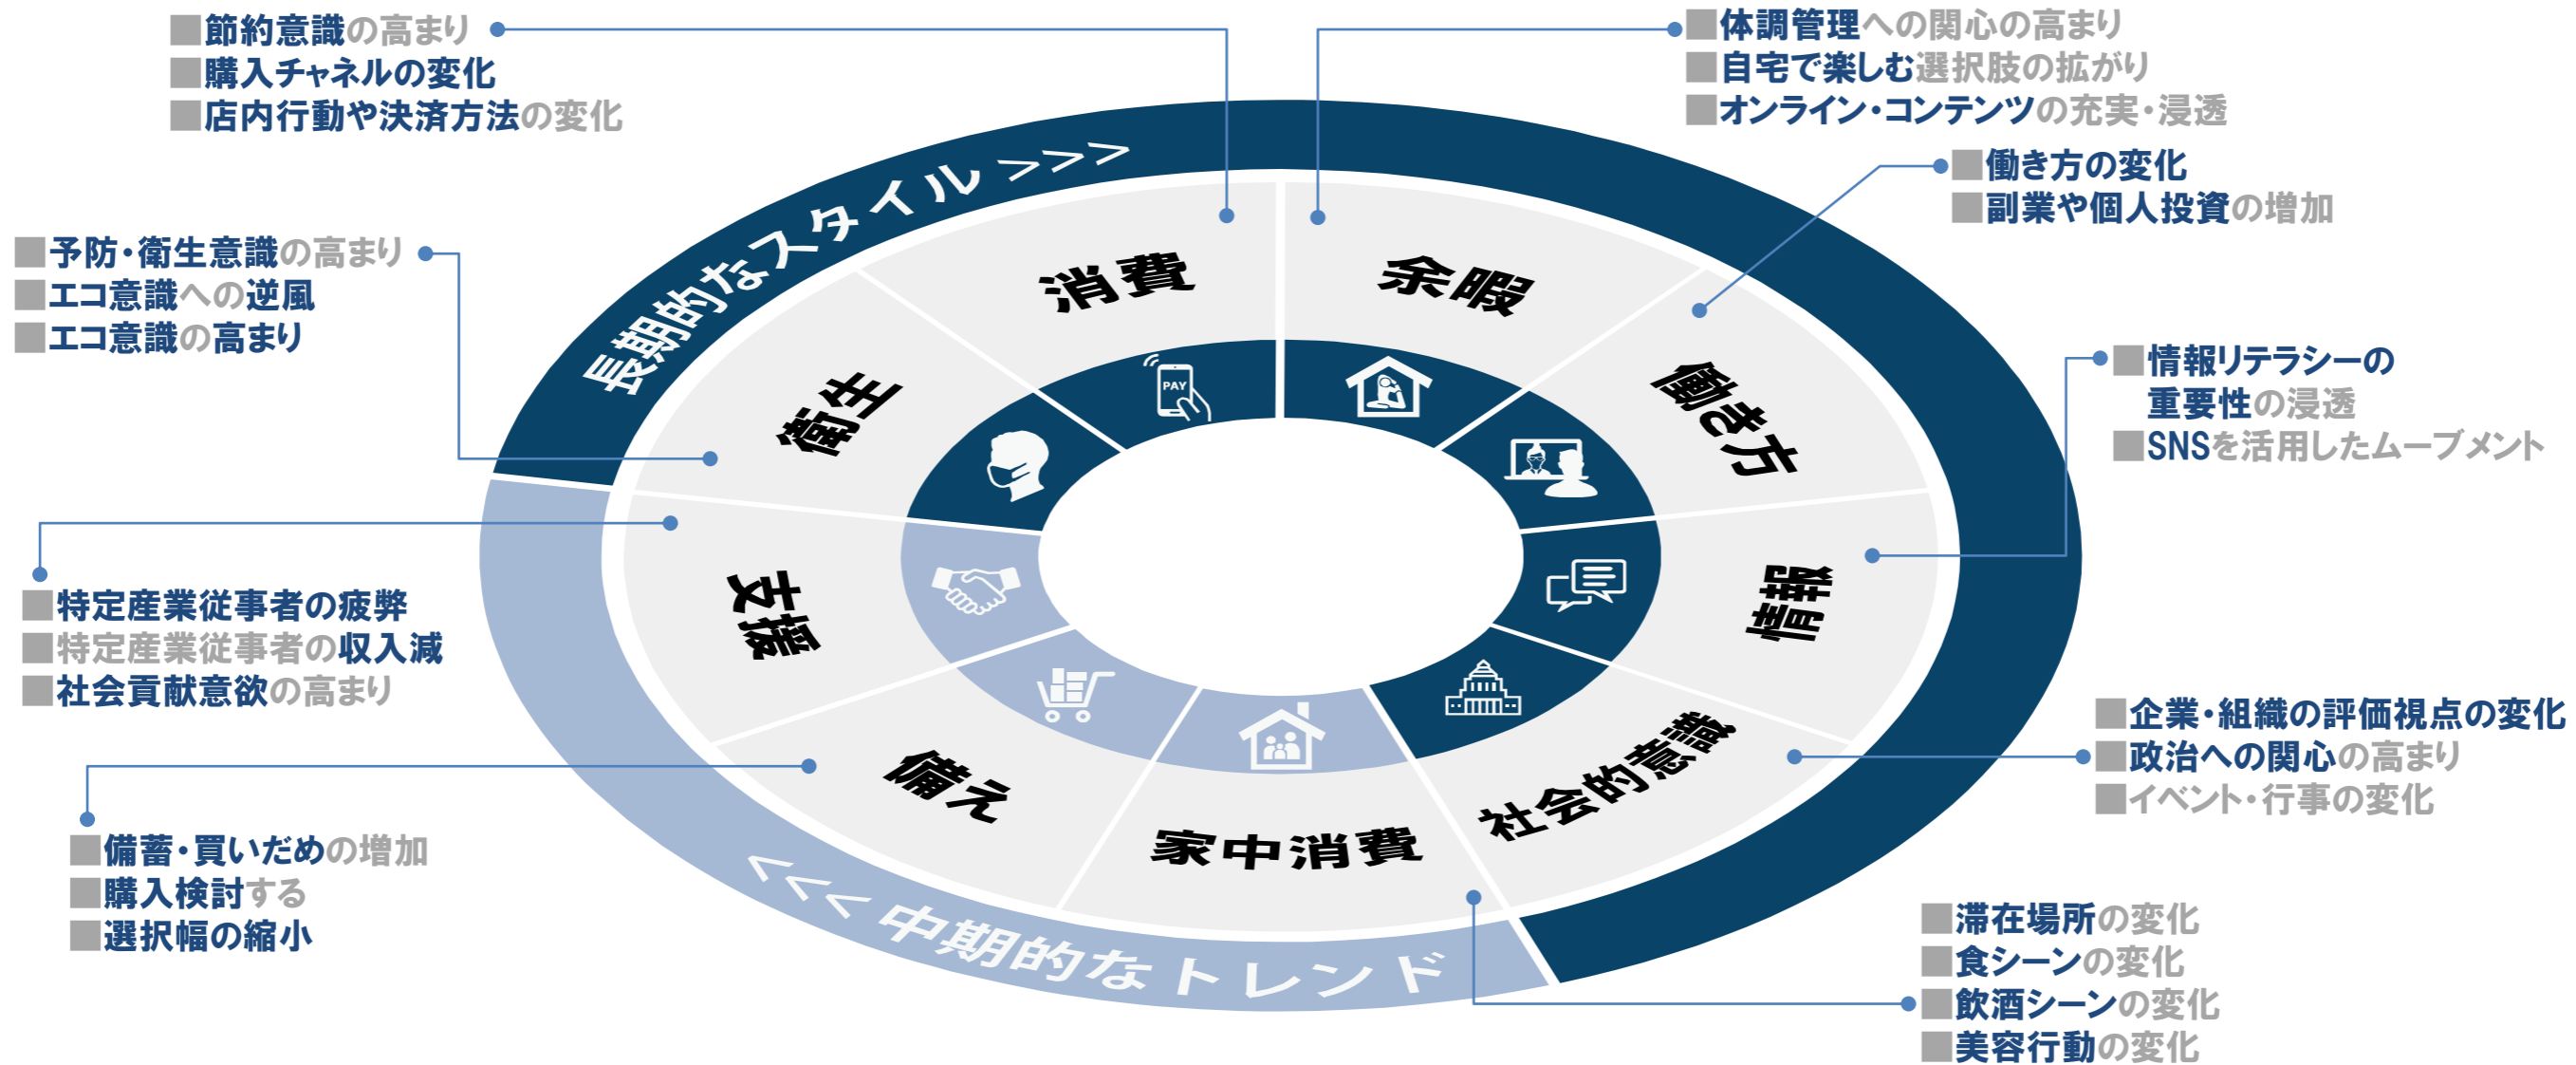 ■節約意識の高まり
■購入チャネルの変化
■店内行動や決済方法の変化
■体調管理への関心の高まり
■自宅で楽しむ選択肢の拡がり
■オンライン・コンテンツの充実・浸透
■働き方の変化
■副業や個人投資の増加
■予防・衛生意識の高まり
■エコ意識への逆風
■エコ意識の高まり
■情報リテラシーの
重要性の浸透
■SNSを活用したムーブメント
■特定産業従事者の疲弊
■特定産業従事者の収入減
■社会貢献意欲の高まり
■企業・組織の評価視点の変化
■政治への関心の高まり
■イベント・行事の変化
■備蓄・買いだめの増加
■購入検討する
■選択幅の縮小
■滞在場所の変化
■食シーンの変化
■飲酒シーンの変化
■美容行動の変化
長期的なスタイル >>>
<<< 中期的なトレンド
消費
余暇
働き方
情報
社会的意識
家中消費
備え
支援
衛生
PAY